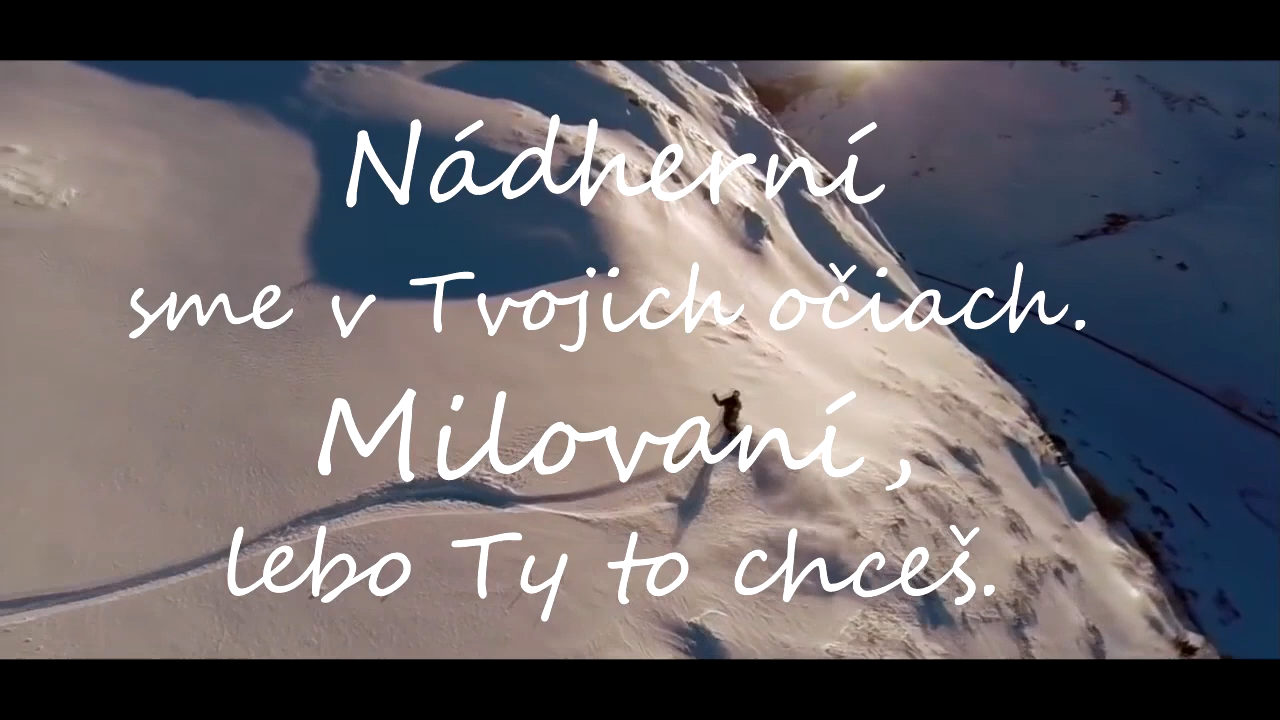 Nádherní
sme v Tvojich očiach.
Milovaní,
lebo Ty to chceš.